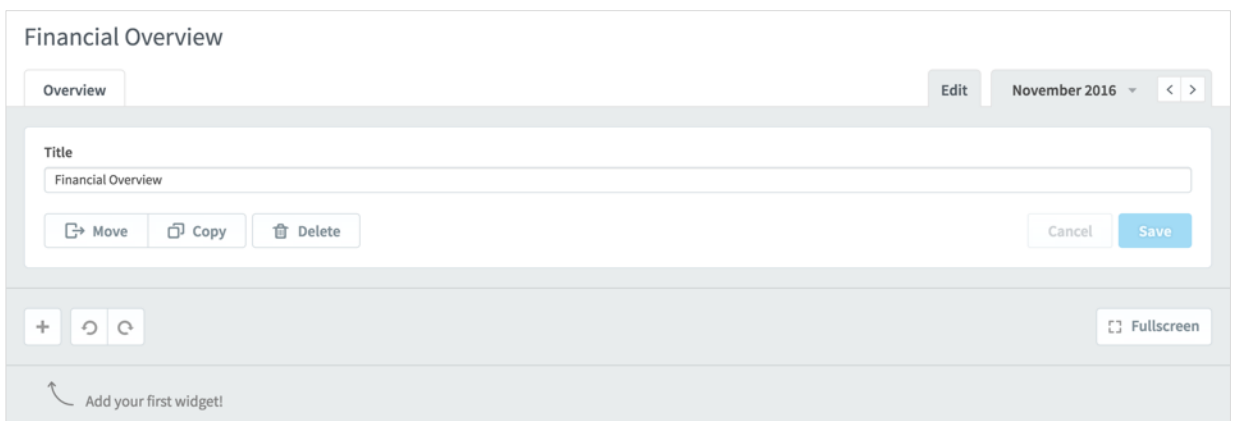 Financial Overview
Overview
Edit
November 2016
Title
Financial Overview
Move
Copy
Delete
Cancel
Save
Fullscreen
Add your first widget!